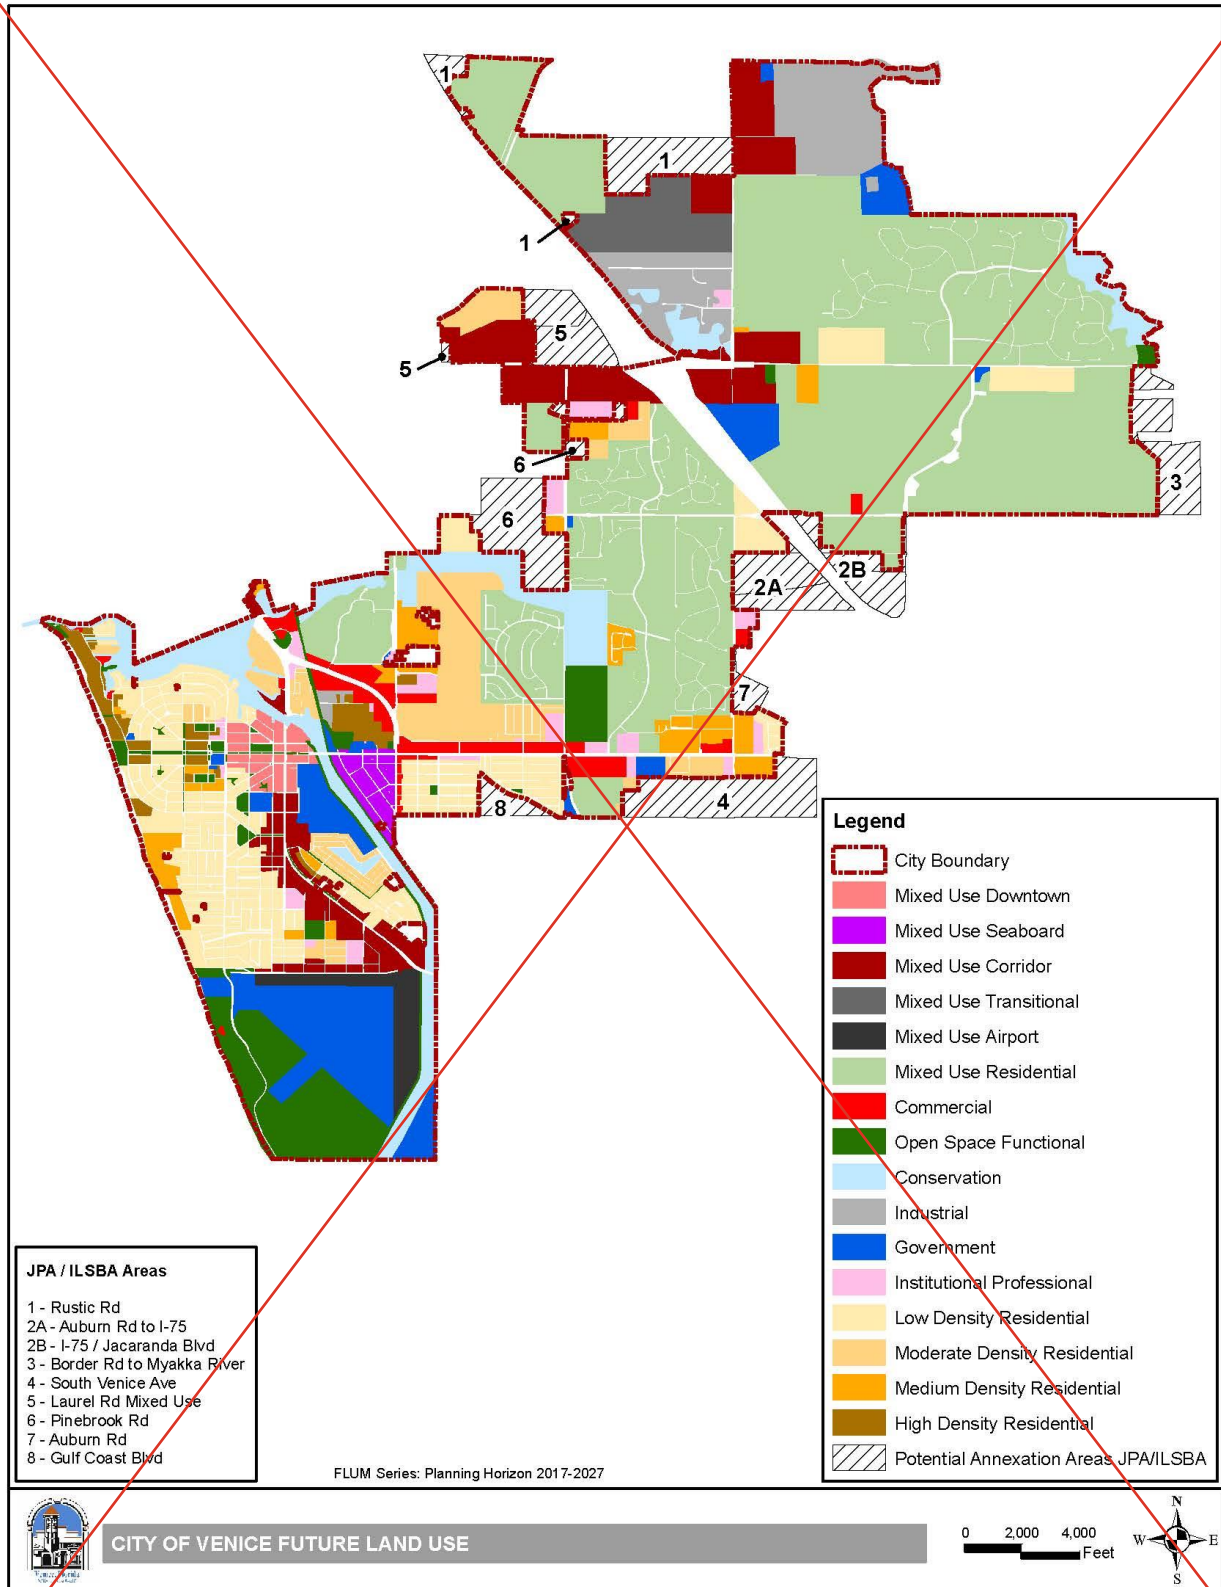 1
1
1
5
5
6
6
3
2A
2B
7
8
4
Legend
City Boundary
Mixed Use Downtown
Mixed Use Seaboard
Mixed Use Corridor
Mixed Use Transitional
Mixed Use Airport
Mixed Use Residential
Commercial
Open Space Functional
Conservation
Industrial
Government
Institutional Professional
Low Density Residential
Moderate Density Residential
Medium Density Residential
High Density Residential
Potential Annexation Areas JPA/ILSBA
JPA / ILSBA Areas
1 - Rustic Rd
2A - Auburn Rd to I-75
2B - I-75 / Jacaranda Blvd
3 - Border Rd to Myakka River
4 - South Venice Ave
5 - Laurel Rd Mixed Use
6 - Pinebrook Rd
7 - Auburn Rd
8 - Gulf Coast Blvd
FLUM Series: Planning Horizon 2017-2027
CITY OF VENICE FUTURE LAND USE
0 2,000 4,000
Feet
N
W E
S